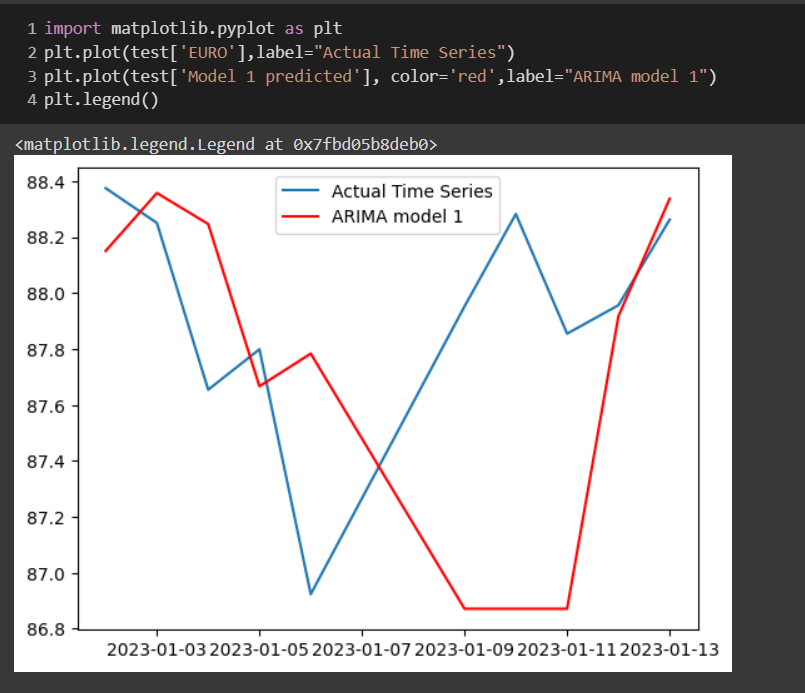 1 import matplotlib.pyplot as plt
2 plt.plot(test['EURO'],label="Actual Time Series")
3 plt.plot(test['Model 1 predicted'], color='red',label="ARIMA model 1")
4 plt.legend()
<matplotlib.legend.Legend at 0x7fbd05b8deb0>
Actual Time Series
ARIMA model 1
88.4
88.2
88.0
87.8
87.6
87.4
87.2
87.0
86.8
2023-01-03 2023-01-05 2023-01-07 2023-01-09 2023-01-11 2023-01-13